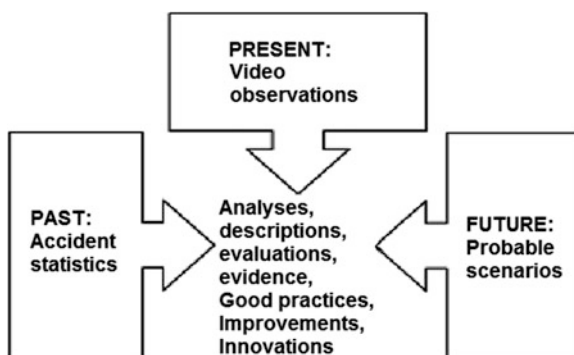 PRESENT:
Video
observations
PAST:
Accident
statistics
Analyses,
descriptions,
evaluations,
evidence,
Good practices,
Improvements,
Innovations
FUTURE:
Probable
scenarios